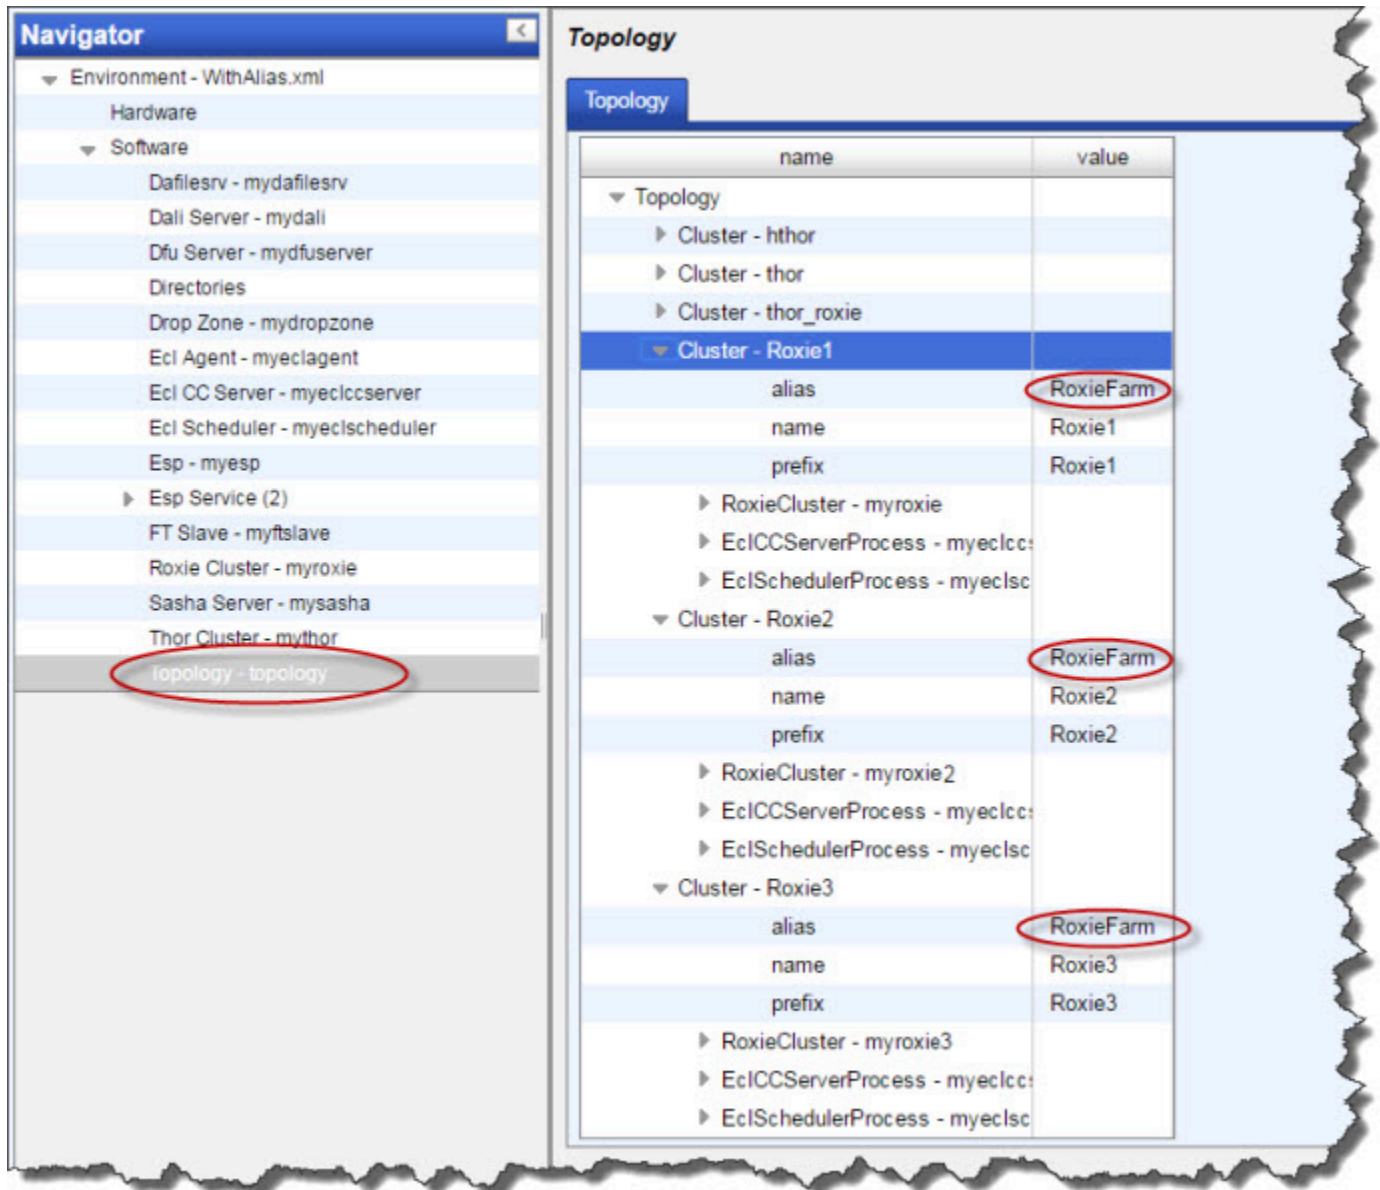 Navigator
Environment - WithAlias.xml
Hardware
Software
Dafilesrv - mydafilesrv
Dali Server - mydali
Dfu Server - mydfuserver
Directories
Drop Zone - mydropzone
Ecl Agent - myeclagent
Ecl CC Server - myeclccserver
Ecl Scheduler - myeclscheduler
Esp - myesp
Esp Service (2)
FT Slave - myftslave
Roxie Cluster - myroxie
Sasha Server - mysasha
Thor Cluster - mythor
Topology - topology
Topology
Topology
name value
Topology
Cluster - hthor
Cluster - thor
Cluster - thor_roxie
Cluster - Roxie1
alias RoxieFarm
name Roxie1
prefix Roxie1
RoxieCluster - myroxie
EclCCServerProcess - myeclccs
EclSchedulerProcess - myeclsc
Cluster - Roxie2
alias RoxieFarm
name Roxie2
prefix Roxie2
RoxieCluster - myroxie2
EclCCServerProcess - myeclccs
EclSchedulerProcess - myeclsc
Cluster - Roxie3
alias RoxieFarm
name Roxie3
prefix Roxie3
RoxieCluster - myroxie3
EclCCServerProcess - myeclccs
EclSchedulerProcess - myeclsc